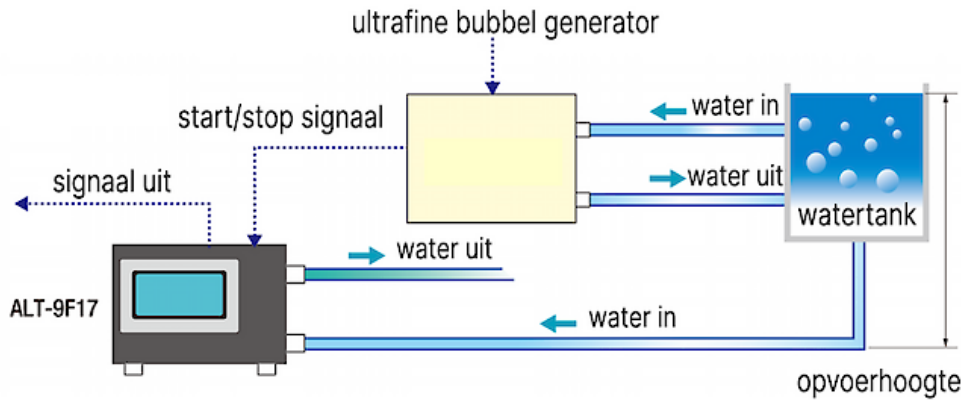 ultrafine bubbel generator
water in
start/stop signaal
signaal uit
water uit
watertank
water uit
ALT-9F17
water in
opvoerhoogte